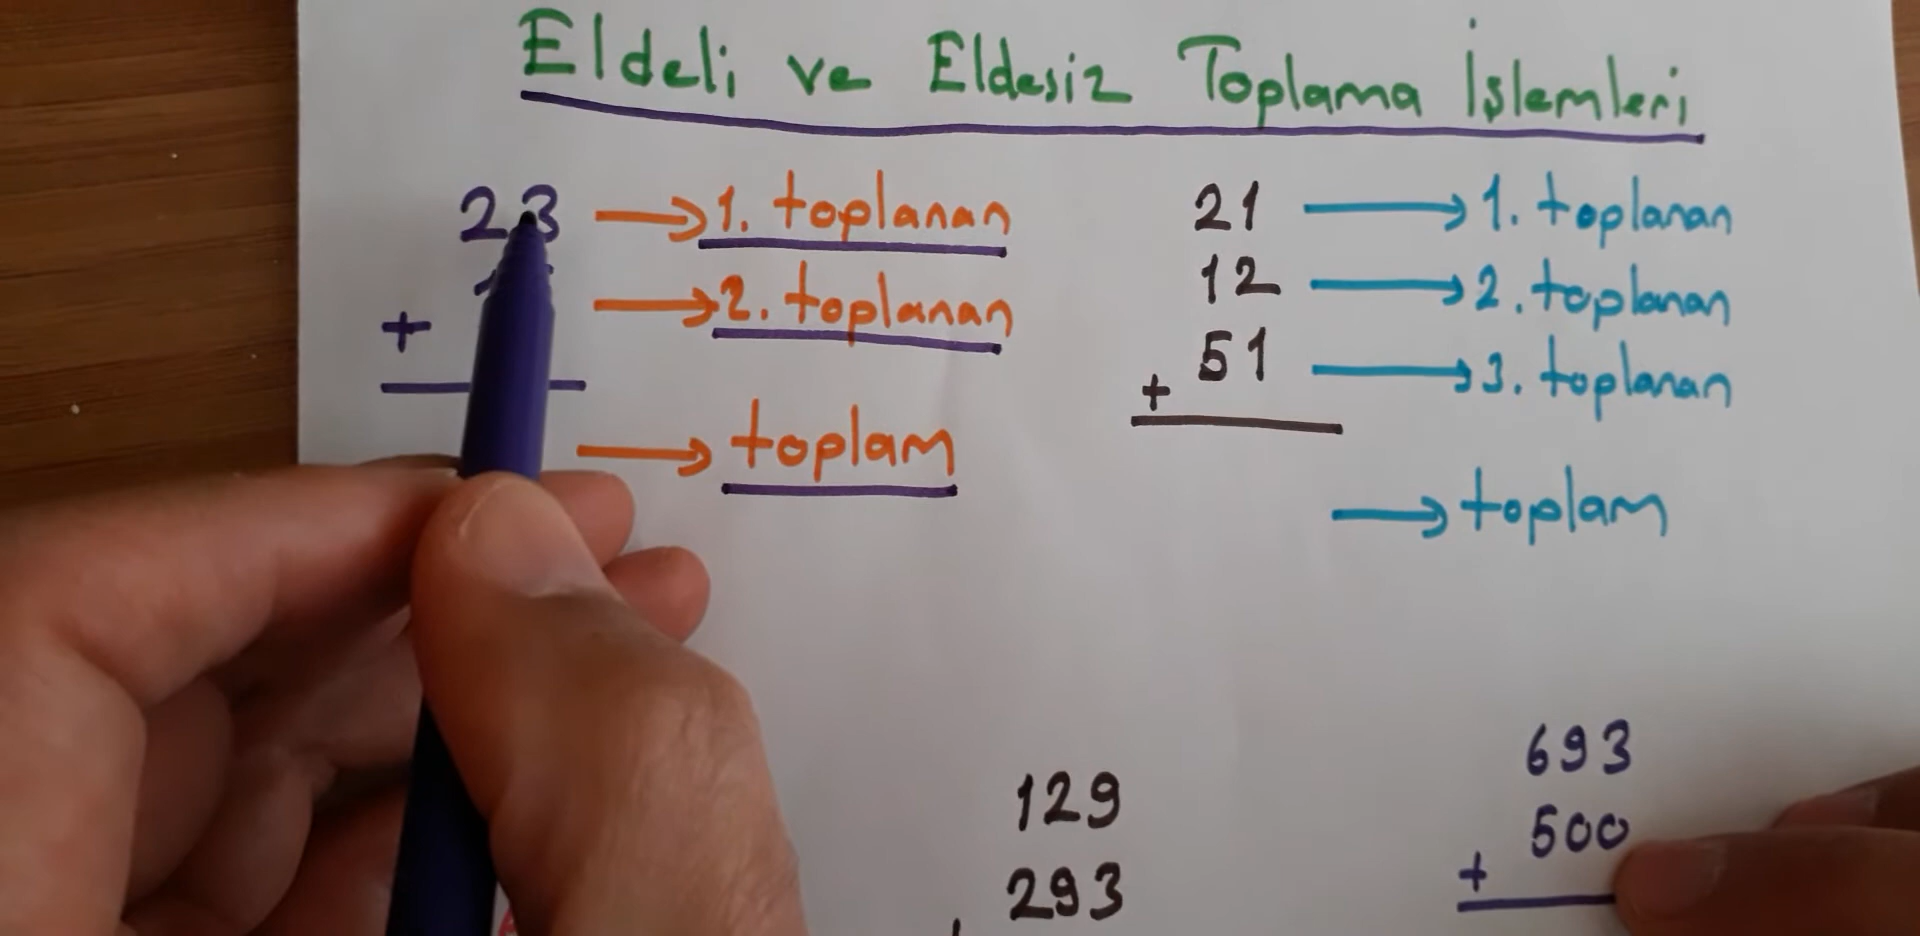 Eldeli ve Eldesiz Toplama İşlemleri
23 → 1. toplanan
+ → 2. toplanan
→ toplam
21 → 1. toplanan
12 → 2. toplanan
+ 51 → 3. toplanan
→ toplam
129
293
693
+ 500